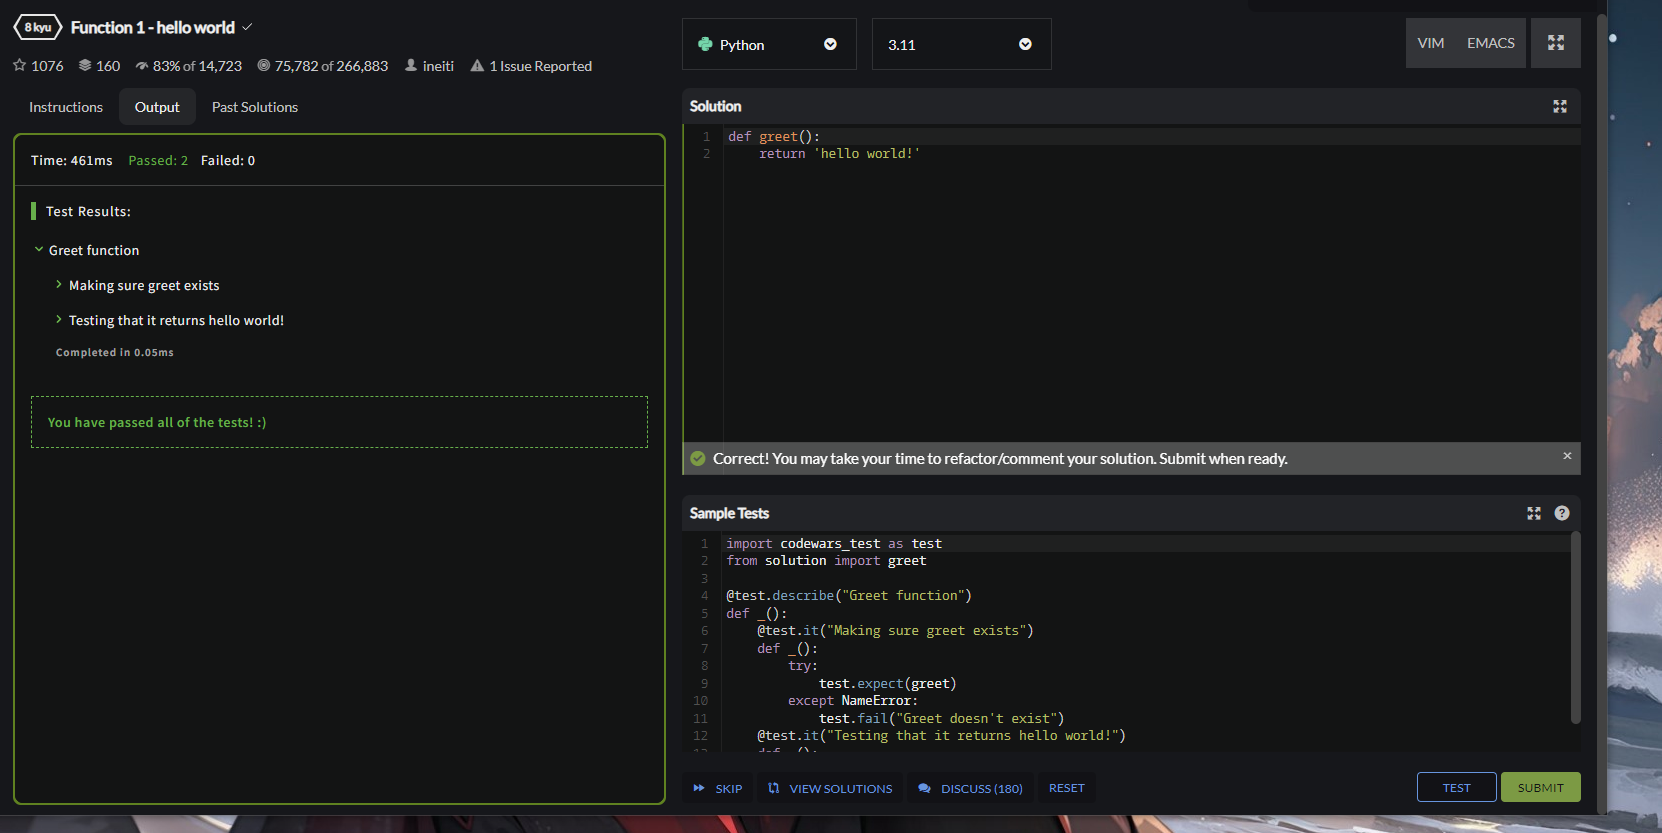 8 kyu Function 1 - hello world
1076 160 83% of 14,723 75,782 of 266,883 ineiti 1 Issue Reported
Instructions Output Past Solutions
Time: 461ms Passed: 2 Failed: 0
Test Results:
Greet function
Making sure greet exists
Testing that it returns hello world!
Completed in 0.05ms
You have passed all of the tests! :)
Python 3.11 VIM EMACS
Solution
1 def greet():
2     return 'hello world!'
Correct! You may take your time to refactor/comment your solution. Submit when ready. ×
Sample Tests ?
1 import codewars_test as test
2 from solution import greet
3
4 @test.describe("Greet function")
5 def _():
6     @test.it("Making sure greet exists")
7     def _():
8         try:
9             test.expect(greet)
10         except NameError:
11             test.fail("Greet doesn't exist")
12     @test.it("Testing that it returns hello world!")
SKIP VIEW SOLUTIONS DISCUSS (180) RESET TEST SUBMIT